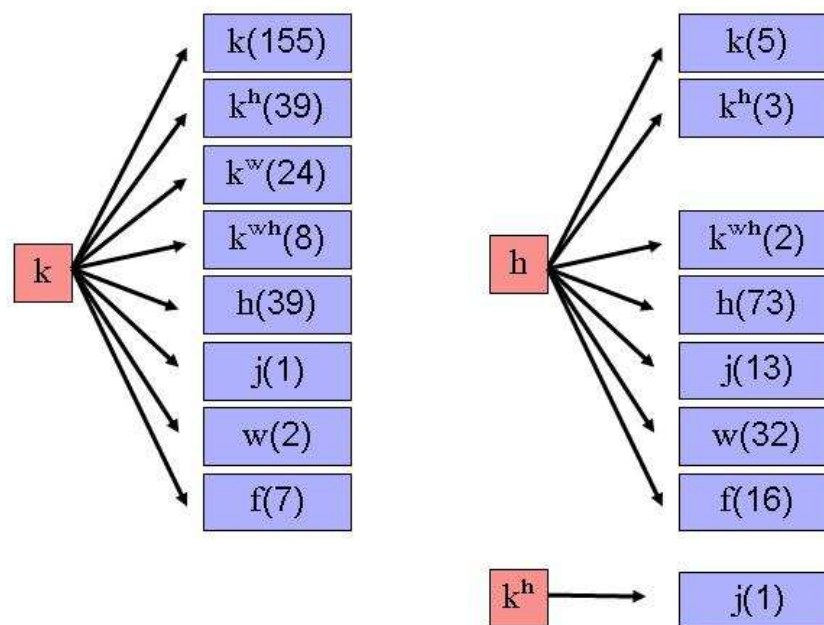 k
k^h
k(155)
kʰ(39)
kʷ(24)
kʷʰ(8)
h(39)
j(1)
w(2)
f(7)
h
k(5)
kʰ(3)
kʷʰ(2)
h(73)
j(13)
w(32)
f(16)
kʰ
j(1)